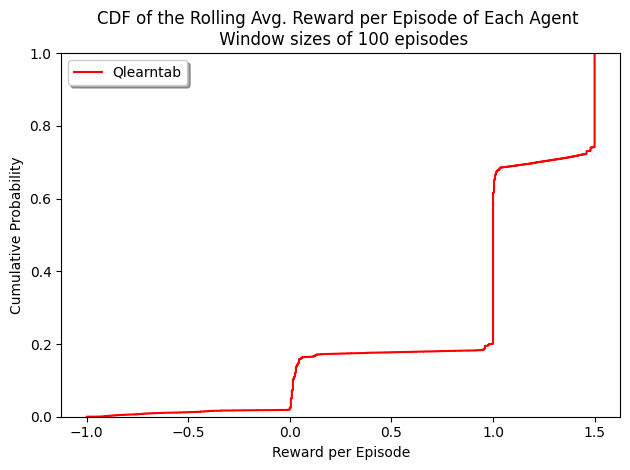 CDF of the Rolling Avg. Reward per Episode of Each Agent
Window sizes of 100 episodes
Qlearntab
Cumulative Probability
1.0
0.8
0.6
0.4
0.2
0.0
−1.0 −0.5 0.0 0.5 1.0 1.5
Reward per Episode